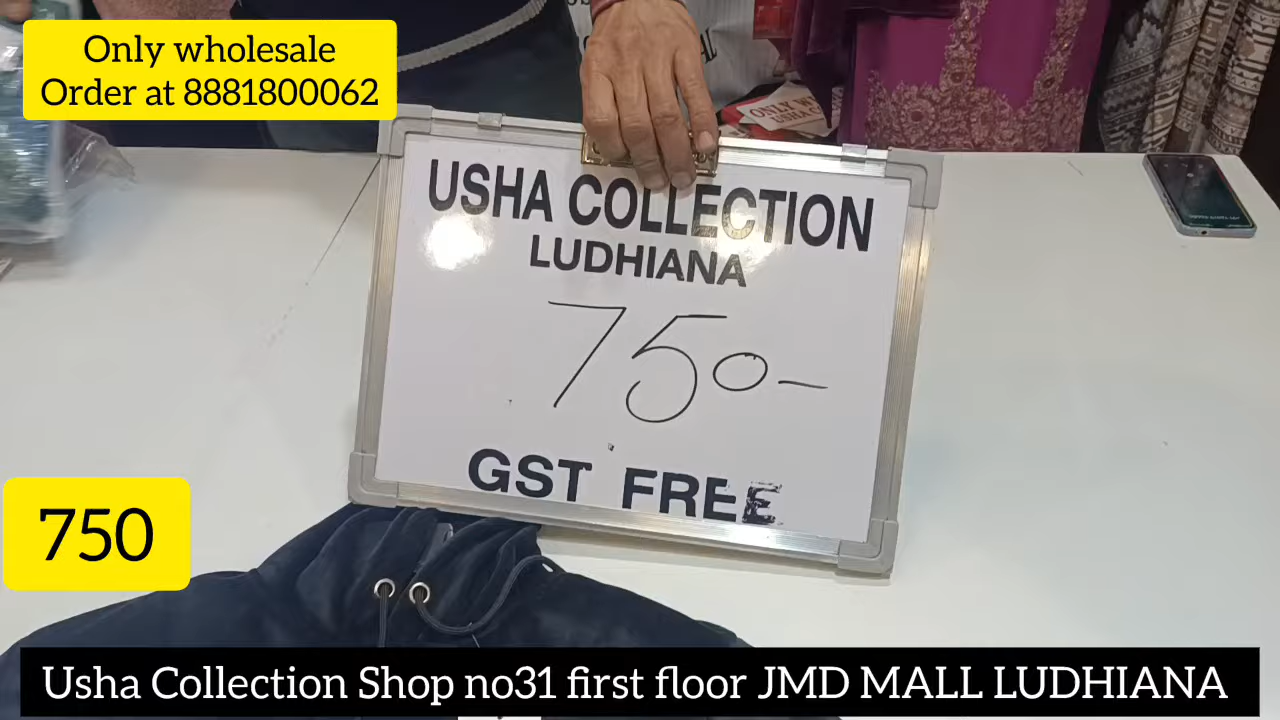 Only wholesale
Order at 8881800062
USHA COLLECTION
LUDHIANA
750-
GST FREE
750
Usha Collection Shop no31 first floor JMD MALL LUDHIANA